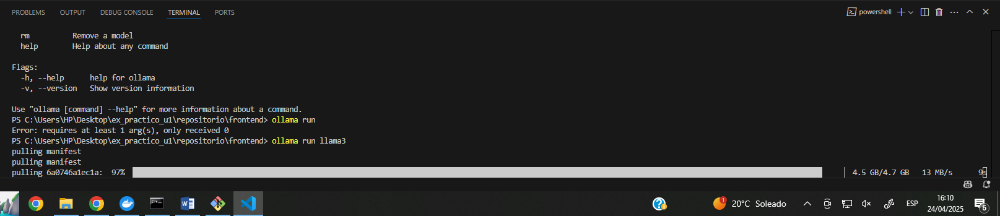 PROBLEMS OUTPUT DEBUG CONSOLE TERMINAL PORTS powershell
rm Remove a model
help Help about any command
Flags:
-h, --help help for ollama
-v, --version Show version information
Use "ollama [command] --help" for more information about a command.
PS C:\Users\HP\Desktop\ex_practico_u1\repositorio\frontend> ollama run
Error: requires at least 1 arg(s), only received 0
PS C:\Users\HP\Desktop\ex_practico_u1\repositorio\frontend> ollama run llama3
pulling manifest
pulling manifest
pulling 6a0746a1ec1a: 97% 4.5 GB/4.7 GB 13 MB/s 9s
1 20°C Soleado ESP 16:10
24/04/2025 6